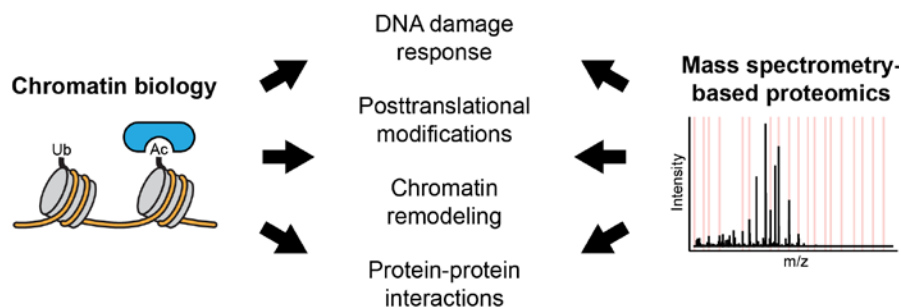 Chromatin biology
Ub
Ac
DNA damage
response
Posttranslational
modifications
Chromatin
remodeling
Protein-protein
interactions
Mass spectrometry-
based proteomics
Intensity
m/z